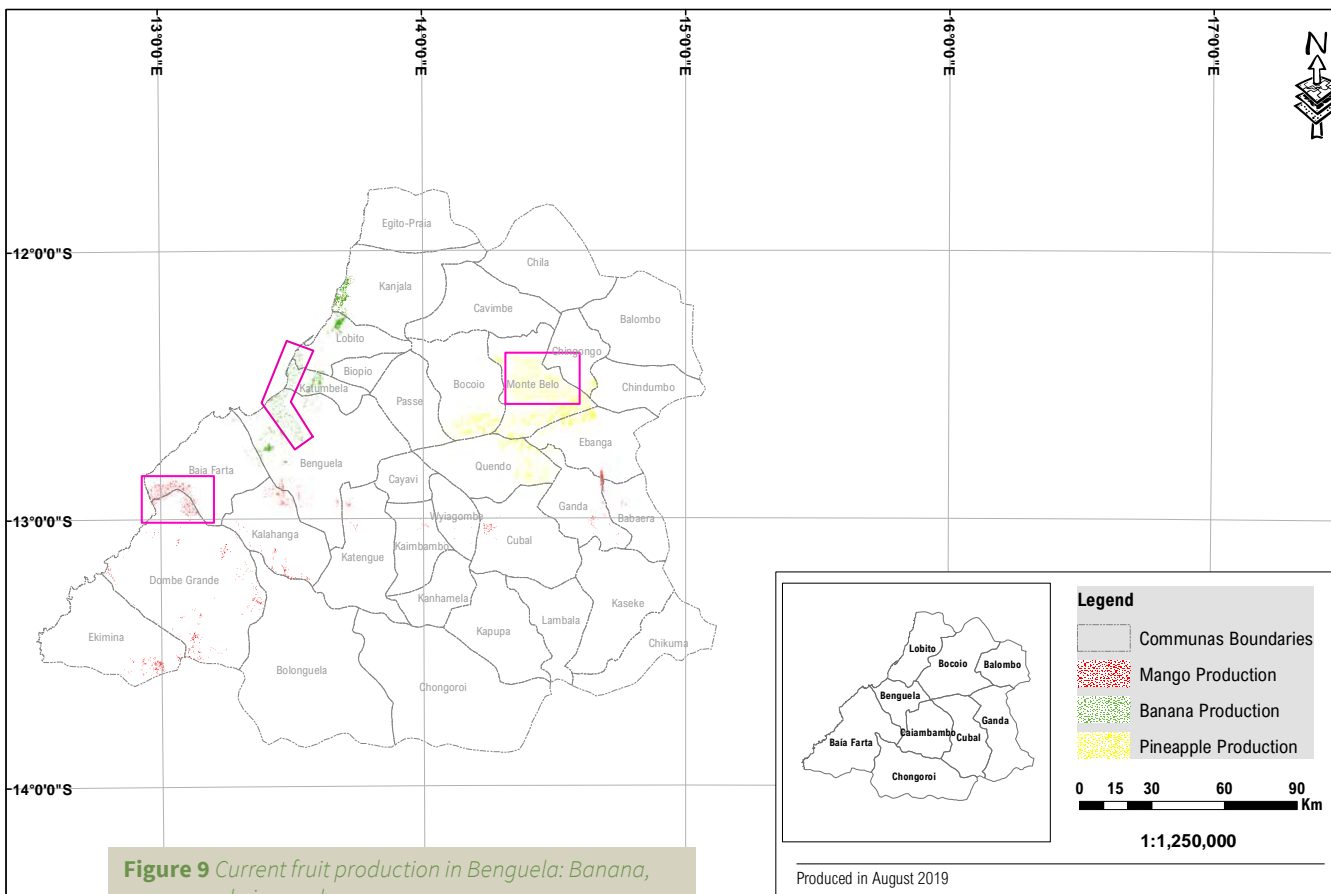 13°0'0"E
14°0'0"E
15°0'0"E
16°0'0"E
17°0'0"E
N
Egito-Praia
-12°0'0"S
Chila
Kanjala
Cavimbe
Balombo
Lobito
Chingongo
Biopio
Bocoio
Monte Belo
Chindumbo
Katumbela
Passe
Ebanga
Benguela
Quendo
Baia Farta
Cayavi
Ganda
Babaera
Wyiagombe
-13°0'0"S
Kalahanga
Cubal
Kaimbambo
Katengue
Dombe Grande
Kanhamela
Kaseke
Lambala
Kapupa
Ekimina
Chikuma
Bolonguela
Chongoroi
-14°0'0"S
Lobito
Bocoio
Balombo
Benguela
Ganda
Caiambambo
Cubal
Baía Farta
Chongoroi
Legend
Communas Boundaries
Mango Production
Banana Production
Pineapple Production
0 15 30 60 90
Km
1:1,250,000
Produced in August 2019
Figure 9 Current fruit production in Benguela: Banana,